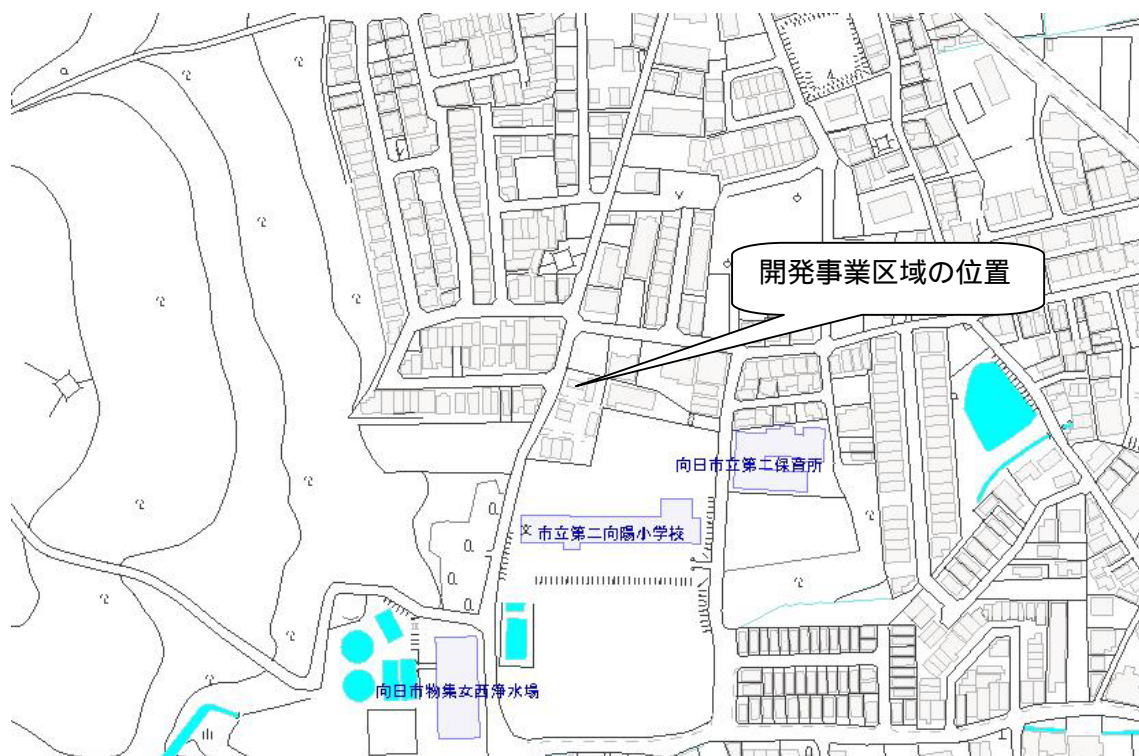 開発事業区域の位置
向日市立第二保育所
文 市立第二向陽小学校
向日市物集女西浄水場